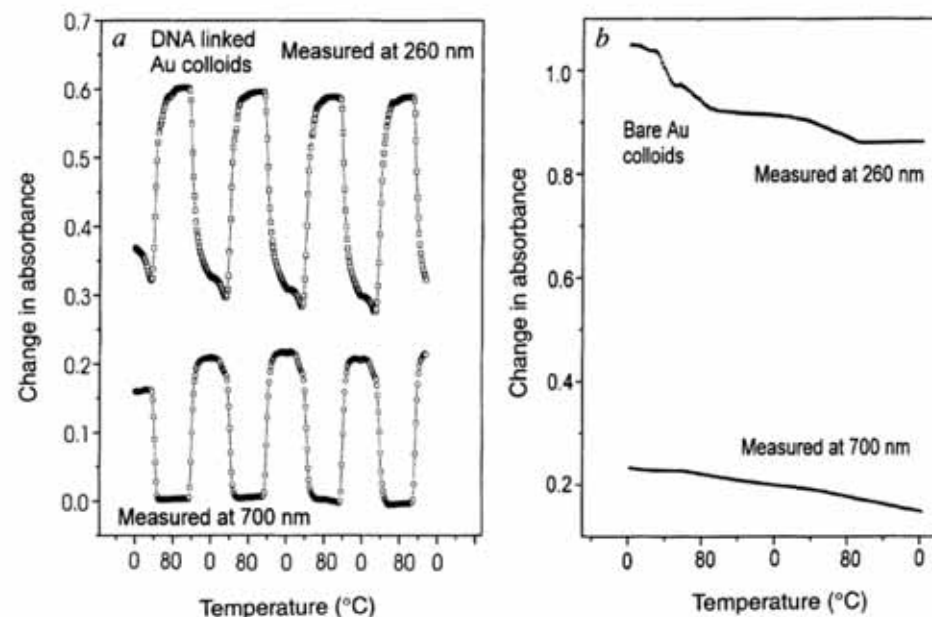 a
DNA linked
Au colloids
Measured at 260 nm
Change in absorbance
0.7
0.6
0.5
0.4
0.3
0.2
0.1
0.0
Measured at 700 nm
0 80 0 80 0 80 0 80 0
Temperature (°C)
b
Change in absorbance
1.0
0.8
0.6
0.4
0.2
Bare Au
colloids
Measured at 260 nm
Measured at 700 nm
0 80 0 80 0
Temperature (°C)